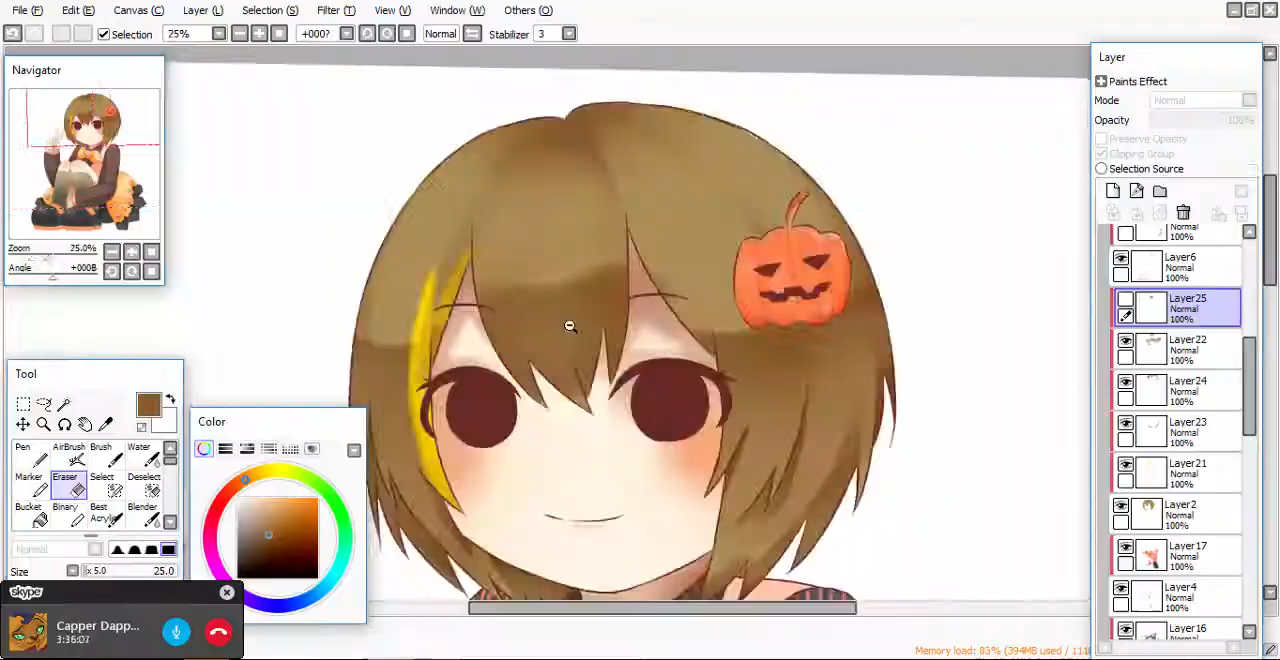 File (F) Edit (E) Canvas (C) Layer (L) Selection (S) Filter (T) View (V) Window (W) Others (O)
Selection 25% +000? Normal Stabilizer 3
Navigator
Zoom 25.0%
Angle +000B
Tool
Pen AirBrush Brush Water
Marker Eraser Select Deselect
Bucket Binary Best Acrylic Blender
Normal
Size x 5.0 25.0
Color
skype
Capper Dapp...
3:36:07
Layer
Paints Effect
Mode Normal
Opacity 100%
Preserve Opacity
Clipping Group
Selection Source
Normal
100%
Layer6
Normal
100%
Layer25
Normal
100%
Layer22
Normal
100%
Layer24
Normal
100%
Layer23
Normal
100%
Layer21
Normal
100%
Layer2
Normal
100%
Layer17
Normal
100%
Layer4
Normal
100%
Layer16
Normal
Memory load: 83% (394MB used /